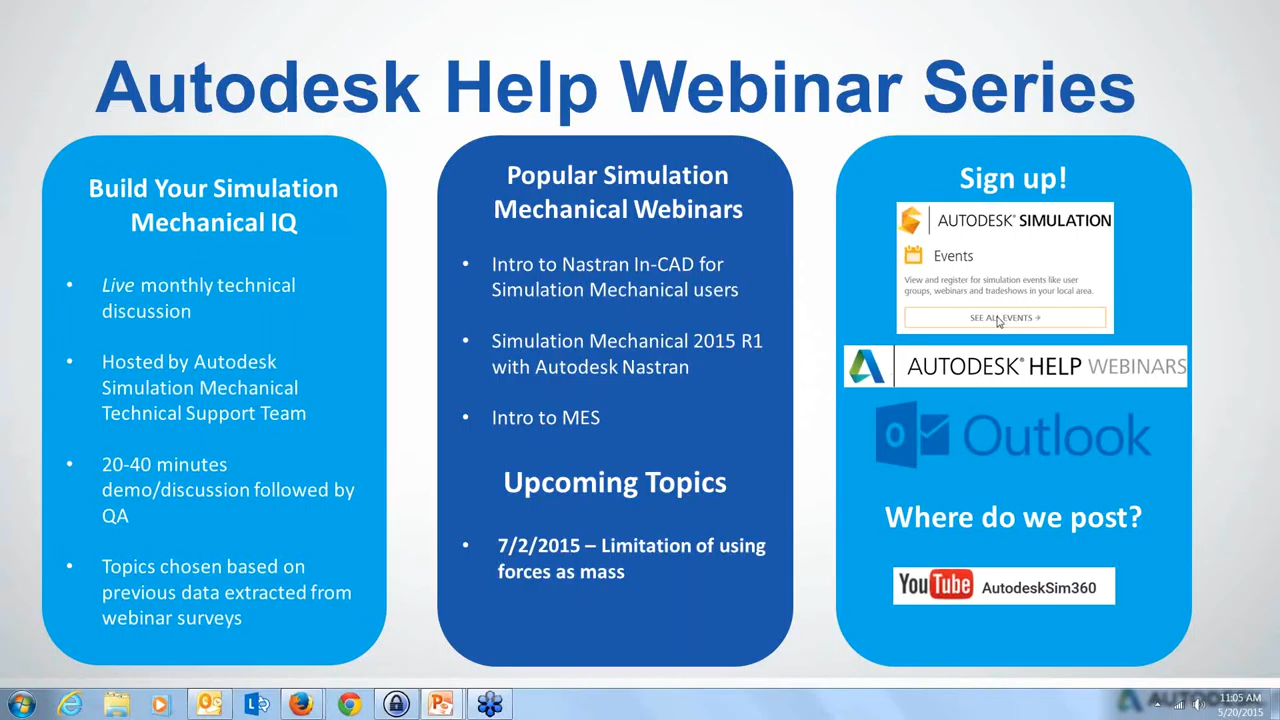 Autodesk Help Webinar Series
Build Your Simulation
Mechanical IQ
• Live monthly technical
discussion
• Hosted by Autodesk
Simulation Mechanical
Technical Support Team
• 20-40 minutes
demo/discussion followed by
QA
• Topics chosen based on
previous data extracted from
webinar surveys
Popular Simulation
Mechanical Webinars
• Intro to Nastran In-CAD for
Simulation Mechanical users
• Simulation Mechanical 2015 R1
with Autodesk Nastran
• Intro to MES
Upcoming Topics
• 7/2/2015 – Limitation of using
forces as mass
Sign up!
AUTODESK® SIMULATION
Events
View and register for simulation events like user
groups, webinars and tradeshows in your local area.
SEE ALL EVENTS →
AUTODESK® HELP WEBINARS
Outlook
Where do we post?
YouTube AutodeskSim360
11:05 AM
5/20/2015